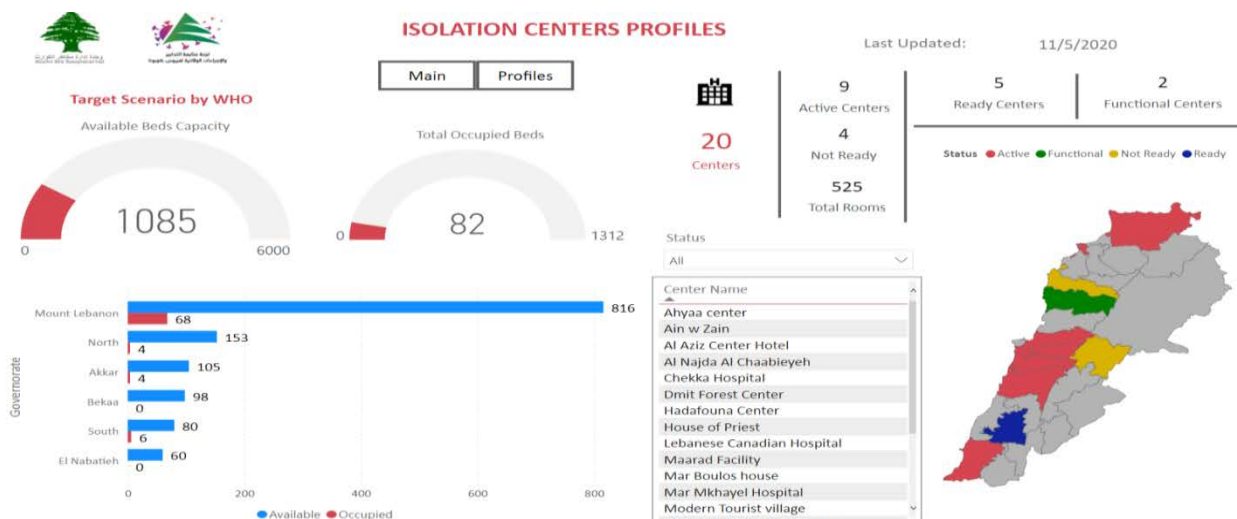 ISOLATION CENTERS PROFILES
Last Updated: 11/5/2020
Main
Profiles
Target Scenario by WHO
Available Beds Capacity
1085
0
6000
Total Occupied Beds
82
0
1312
20
Centers
9
Active Centers
4
Not Ready
525
Total Rooms
5
Ready Centers
2
Functional Centers
Status Active Functional Not Ready Ready
Status
All
Center Name
Ahyaa center
Ain w Zain
Al Aziz Center Hotel
Al Najda Al Chaabieyeh
Chekka Hospital
Dmit Forest Center
Hadafouna Center
House of Priest
Lebanese Canadian Hospital
Maarad Facility
Mar Boulos house
Mar Mkhayel Hospital
Modern Tourist village
Governorate
Mount Lebanon 816
68
North 153
4
Akkar 105
4
Bekaa 98
0
South 80
6
El Nabatieh 60
0
0 200 400 600 800
Available Occupied